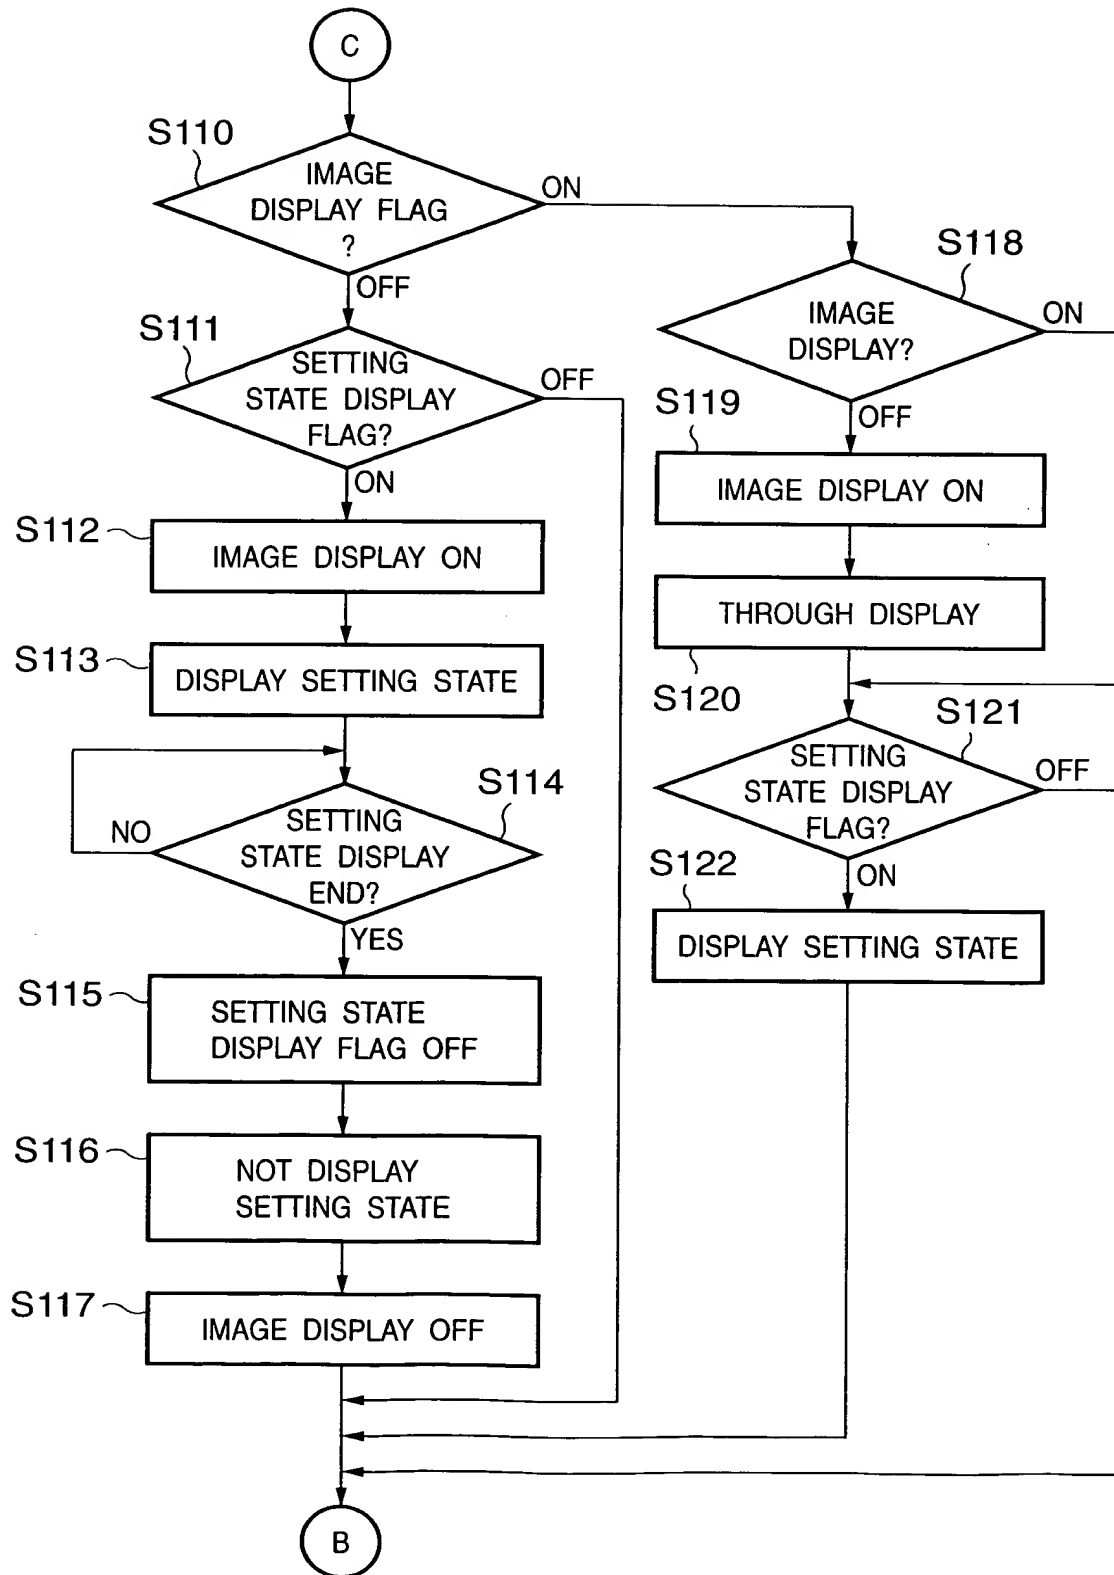 C
S110
IMAGE
DISPLAY FLAG
?
ON
OFF
S111
SETTING
STATE DISPLAY
FLAG?
OFF
ON
S112
IMAGE DISPLAY ON
S113
DISPLAY SETTING STATE
S114
SETTING
STATE DISPLAY
END?
NO
YES
S115
SETTING STATE
DISPLAY FLAG OFF
S116
NOT DISPLAY
SETTING STATE
S117
IMAGE DISPLAY OFF
S118
IMAGE
DISPLAY?
ON
OFF
S119
IMAGE DISPLAY ON
THROUGH DISPLAY
S120
S121
SETTING
STATE DISPLAY
FLAG?
OFF
ON
S122
DISPLAY SETTING STATE
B